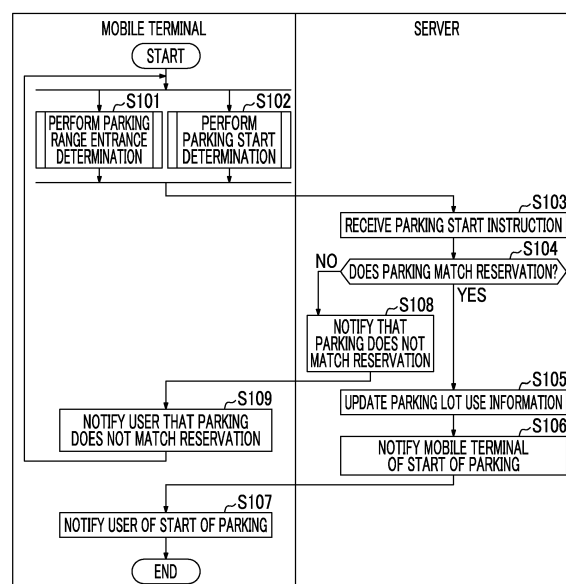 MOBILE TERMINAL
SERVER
START
S101
PERFORM PARKING
RANGE ENTRANCE
DETERMINATION
S102
PERFORM
PARKING START
DETERMINATION
S103
RECEIVE PARKING START INSTRUCTION
S104
DOES PARKING MATCH RESERVATION?
NO
YES
S108
NOTIFY THAT
PARKING DOES NOT
MATCH RESERVATION
S105
UPDATE PARKING LOT USE INFORMATION
S109
NOTIFY USER THAT PARKING
DOES NOT MATCH RESERVATION
S106
NOTIFY MOBILE TERMINAL
OF START OF PARKING
S107
NOTIFY USER OF START OF PARKING
END